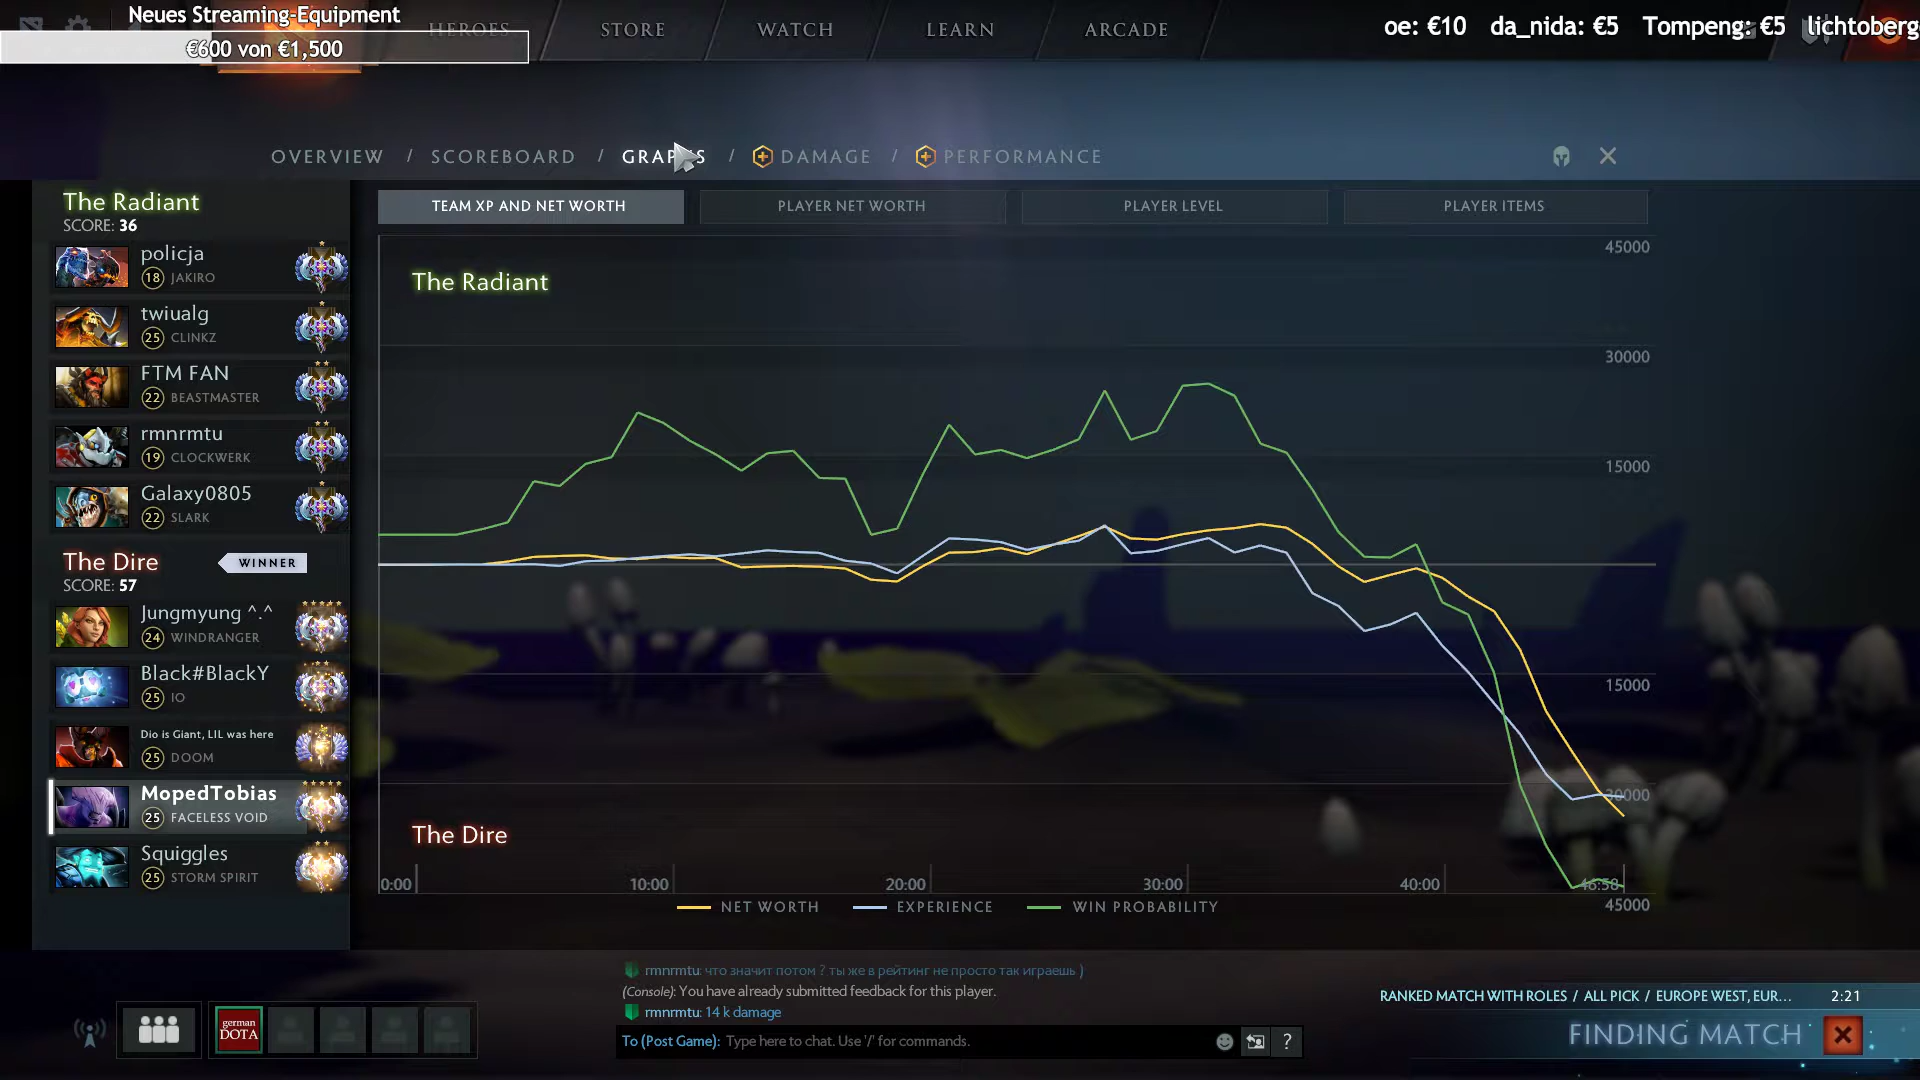 Neues Streaming-Equipment
€600 von €1,500
HEROES
STORE
WATCH
LEARN
ARCADE
oe: €10 da_nida: €5 Tompeng: €5 lichtoberg
OVERVIEW / SCOREBOARD / GRAPHS / DAMAGE / PERFORMANCE
The Radiant
SCORE: 36
policja
18 JAKIRO
twiualg
25 CLINKZ
FTM FAN
22 BEASTMASTER
rmnrmtu
19 CLOCKWERK
Galaxy0805
22 SLARK
The Dire
WINNER
SCORE: 57
Jungmyung ^.^
24 WINDRANGER
Black#BlackY
25 IO
Dio is Giant, LIL was here
25 DOOM
MopedTobias
25 FACELESS VOID
Squiggles
25 STORM SPIRIT
TEAM XP AND NET WORTH
PLAYER NET WORTH
PLAYER LEVEL
PLAYER ITEMS
The Radiant
45000
30000
15000
15000
30000
45000
The Dire
0:00
10:00
20:00
30:00
40:00
46:58
NET WORTH
EXPERIENCE
WIN PROBABILITY
rmnrmtu: что значит потом ? ты же в рейтинг не просто так играешь )
(Console): You have already submitted feedback for this player.
rmnrmtu: 14 k damage
To (Post Game): Type here to chat. Use '/' for commands.
?
german
DOTA
RANKED MATCH WITH ROLES / ALL PICK / EUROPE WEST, EUR...
2:21
FINDING MATCH